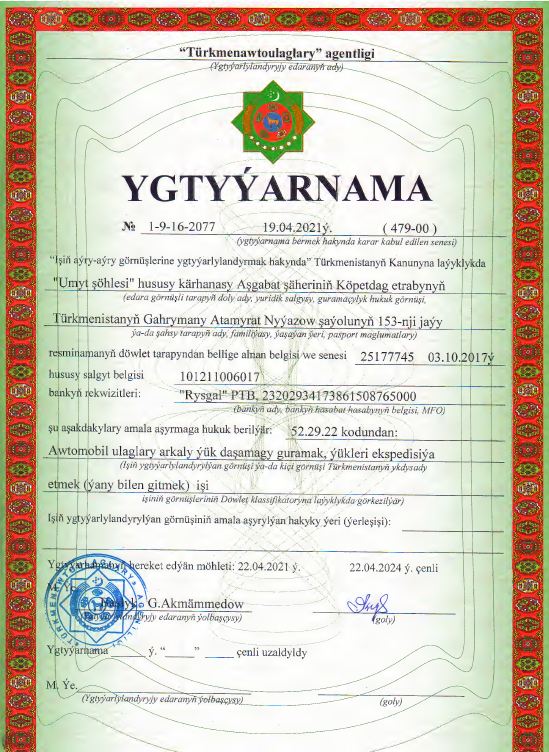 “Türkmenawtoulaglary” agentligi
(Ygtyýarlylandyryjy edaranyň ady)
YGTYÝARNAMA
№ 1-9-16-2077 19.04.2021ý. ( 479-00 )
(ygtyýarnama bermek hakynda karar kabul edilen senesi)
“Işiň aýry-aýry görnüşlerine ygtyýarlylandyrmak hakynda” Türkmenistanyň Kanunyna laýyklykda
"Umyt şöhlesi" hususy kärhanasy Aşgabat şäheriniň Köpetdag etrabynyň
(edara görnüşli tarapyň doly ady, yuridik salgysy, guramaçylyk hukuk görnüşi,
Türkmenistanyň Gahrymany Atamyrat Nyýazow şaýolunyň 153-nji jaýy
ýa-da şahsy tarapyň ady, familiýasy, ýaşaýan ýeri, pasport maglumatlary)
resminamanyň döwlet tarapyndan bellige alnan belgisi we senesi 25177745 03.10.2017ý
hususy salgyt belgisi 101211006017
bankyň rekwizitleri: "Rysgal" PTB, 23202934173861508765000
(bankyň ady, bankyň hasabat hasabynyň belgisi, MFO)
şu aşakdakylary amala aşyrmaga hukuk berilýär: 52.29.22 kodundan:
Awtomobil ulaglary arkaly ýük daşamagy guramak, ýükleri ekspedisiýa
(Işiň ygtyýarlylandyrylýan görnüşi ýa-da kiçi görnüşi Türkmenistanyň ykdysady
etmek (ýany bilen gitmek) işi
işiniň görnüşleriniň Döwlet klassifikatoryna laýyklykda görkezilýär)
Işiň ygtyýarlylandyrylýan görnüşiniň amala aşyrylýan hakyky ýeri (ýerleşişi):
Ygtyýarnamanyň hereket edýän möhleti: 22.04.2021 ý. 22.04.2024 ý. çenli
Başlyk G.Akmämmedow
(Ygtyýarlylandyryjy edaranyň ýolbaşçysy) (goly)
Ygtyýarnama ______ ý. “_____” _____ çenli uzaldyldy
M. Ýe.
(Ygtyýarlylandyryjy edaranyň ýolbaşçysy) (goly)